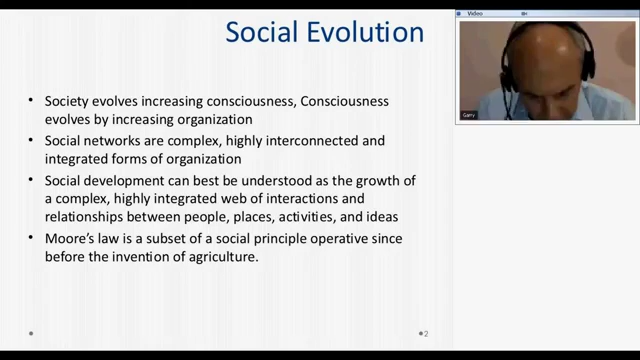 Social Evolution
Video
• Society evolves increasing consciousness, Consciousness
evolves by increasing organization
• Social networks are complex, highly interconnected and
integrated forms of organization
• Social development can best be understood as the growth of
a complex, highly integrated web of interactions and
relationships between people, places, activities, and ideas
• Moore's law is a subset of a social principle operative since
before the invention of agriculture.
Garry
2